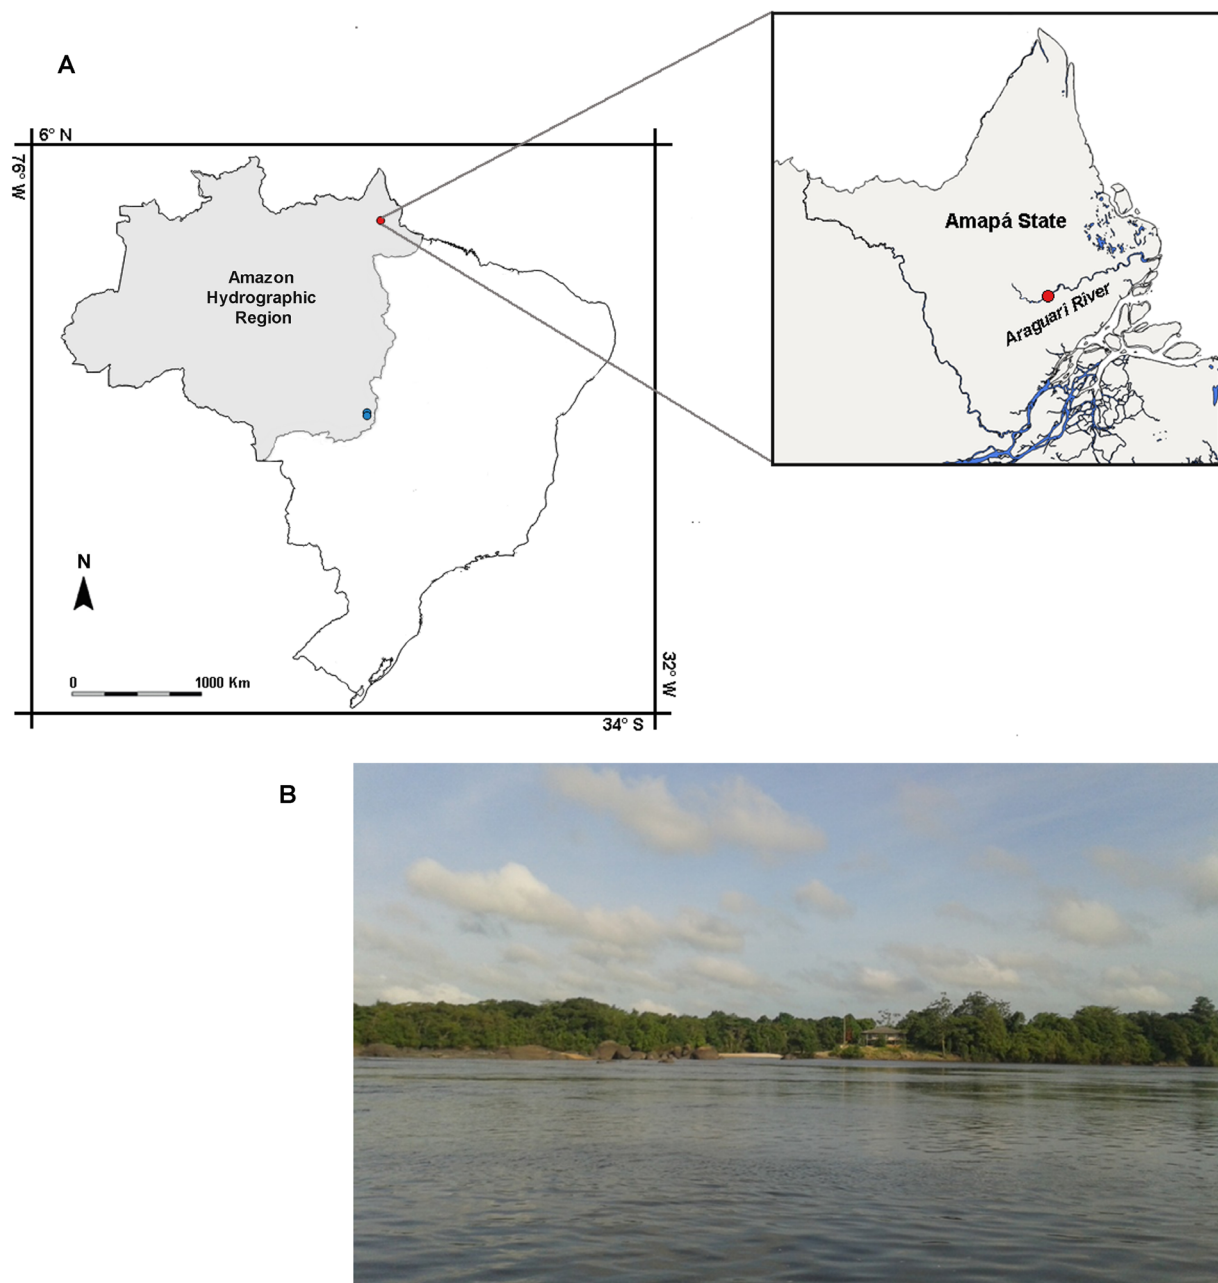 A
6° N
76° W
Amazon
Hydrographic
Region
N
0 1000 Km
32° W
34° S
Amapá State
Araguari River
B